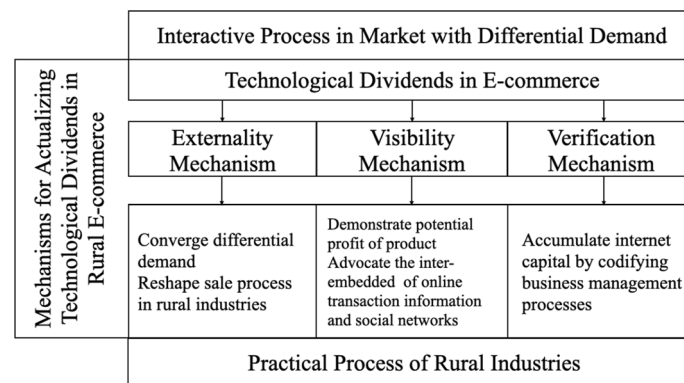 Interactive Process in Market with Differential Demand
Mechanisms for Actualizing
Technological Dividends in
Rural E-commerce
Technological Dividends in E-commerce
Externality
Mechanism
Visibility
Mechanism
Verification
Mechanism
Converge differential
demand
Reshape sale process
in rural industries
Demonstrate potential
profit of product
Advocate the inter-
embedded of online
transaction information
and social networks
Accumulate internet
capital by codifying
business management
processes
Practical Process of Rural Industries